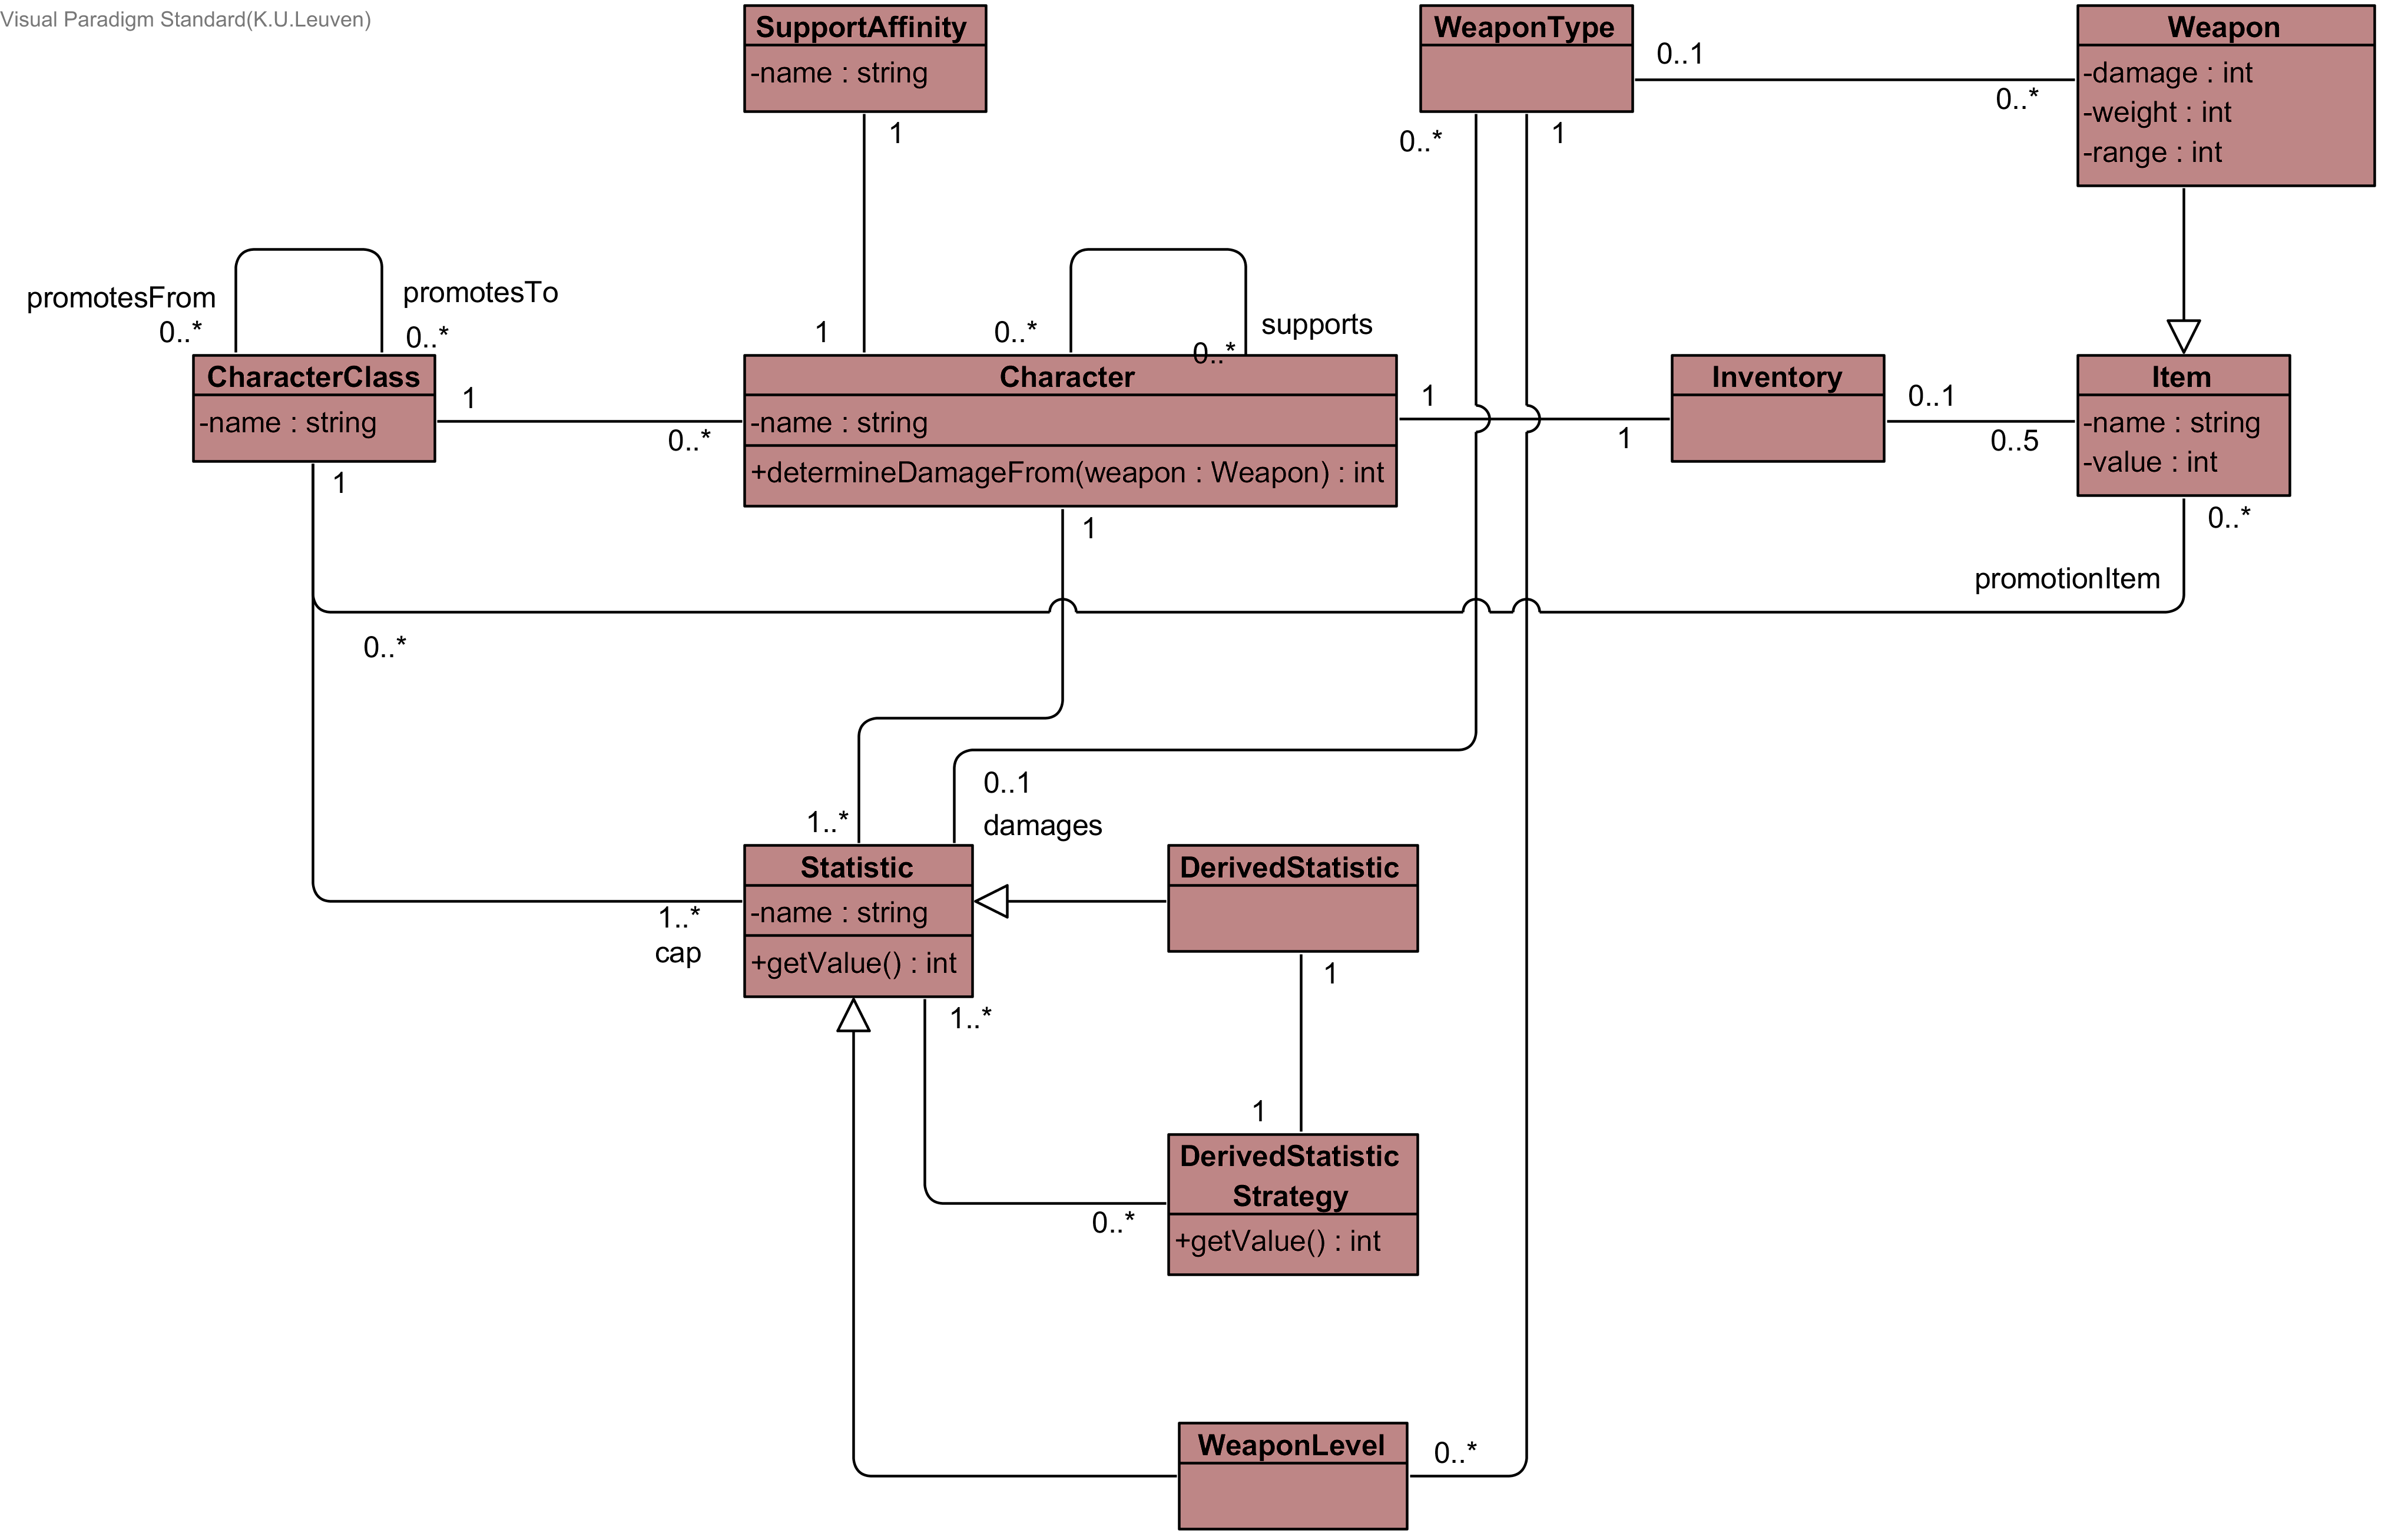 Visual Paradigm Standard(K.U.Leuven)
SupportAffinity
-name : string
1
WeaponType
0..1
0..*
0..*
1
Weapon
-damage : int
-weight : int
-range : int
promotesFrom
0..*
promotesTo
0..*
1
0..*
0..*
supports
CharacterClass
-name : string
1
0..*
1
Character
-name : string
+determineDamageFrom(weapon : Weapon) : int
1
1
1
Inventory
0..1
0..5
Item
-name : string
-value : int
0..*
promotionItem
0..*
1..*
0..1
damages
1..*
cap
Statistic
-name : string
+getValue() : int
1..*
DerivedStatistic
1
1
DerivedStatistic
Strategy
+getValue() : int
0..*
WeaponLevel
0..*